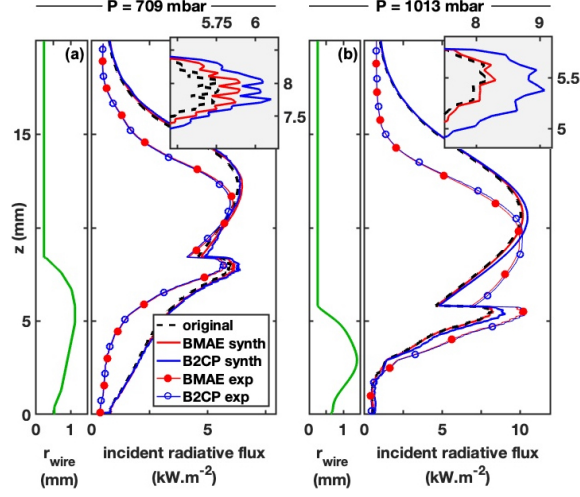 P = 709 mbar
P = 1013 mbar
(a)
5.75
6
8
7.5
(b)
8
9
5.5
5
15
10
5
0
z (mm)
original
BMAE synth
B2CP synth
BMAE exp
B2CP exp
0
1
0
5
0
1
0
5
10
r_wire
(mm)
incident radiative flux
(kW.m⁻²)
r_wire
(mm)
incident radiative flux
(kW.m⁻²)